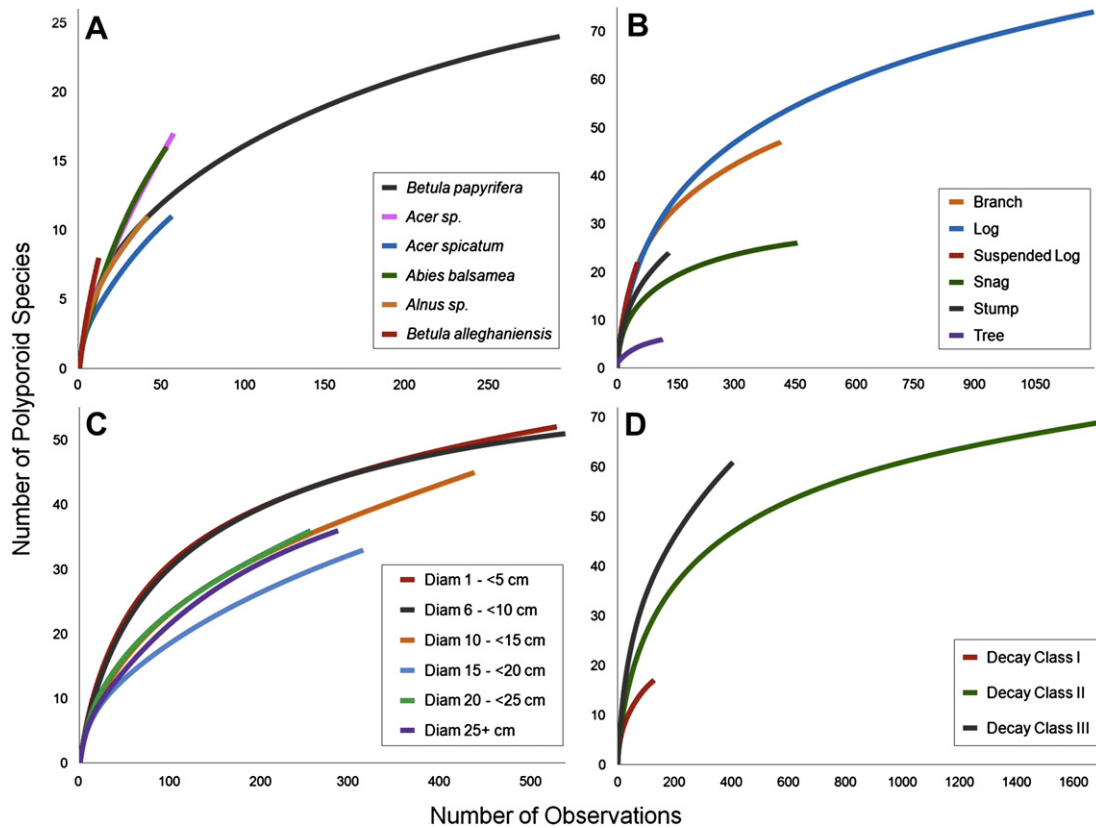 Number of Polyporoid Species
A
25
20
15
10
5
0
0
50
100
150
200
250
Betula papyrifera
Acer sp.
Acer spicatum
Abies balsamea
Alnus sp.
Betula alleghaniensis
B
70
60
50
40
30
20
10
0
0
150
300
450
600
750
900
1050
Branch
Log
Suspended Log
Snag
Stump
Tree
C
50
40
30
20
10
0
0
100
200
300
400
500
Diam 1 - <5 cm
Diam 6 - <10 cm
Diam 10 - <15 cm
Diam 15 - <20 cm
Diam 20 - <25 cm
Diam 25+ cm
D
70
60
50
40
30
20
10
0
0
200
400
600
800
1000
1200
1400
1600
Decay Class I
Decay Class II
Decay Class III
Number of Observations